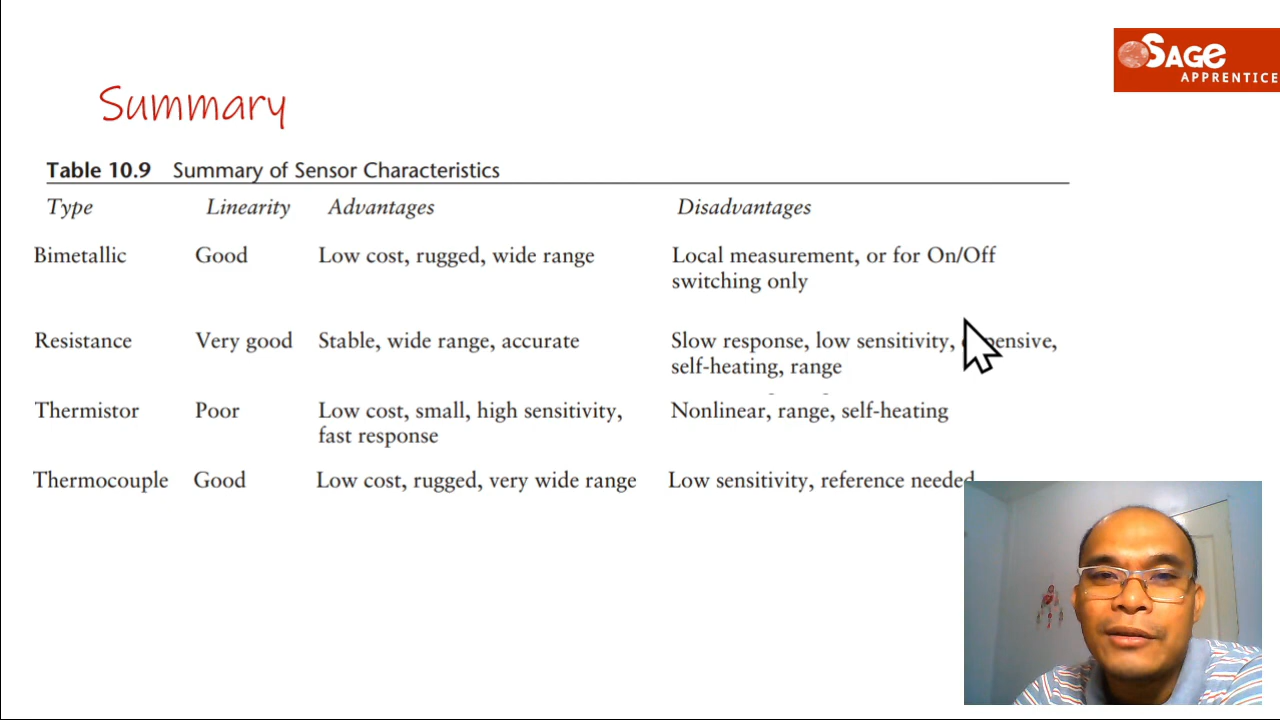 SAGE
APPRENTICE
Summary
Table 10.9 Summary of Sensor Characteristics
Type Linearity Advantages Disadvantages
Bimetallic Good Low cost, rugged, wide range Local measurement, or for On/Off
switching only
Resistance Very good Stable, wide range, accurate Slow response, low sensitivity,
self-heating, range
Thermistor Poor Low cost, small, high sensitivity, Nonlinear, range, self-heating
fast response
Thermocouple Good Low cost, rugged, very wide range Low sensitivity, reference needed